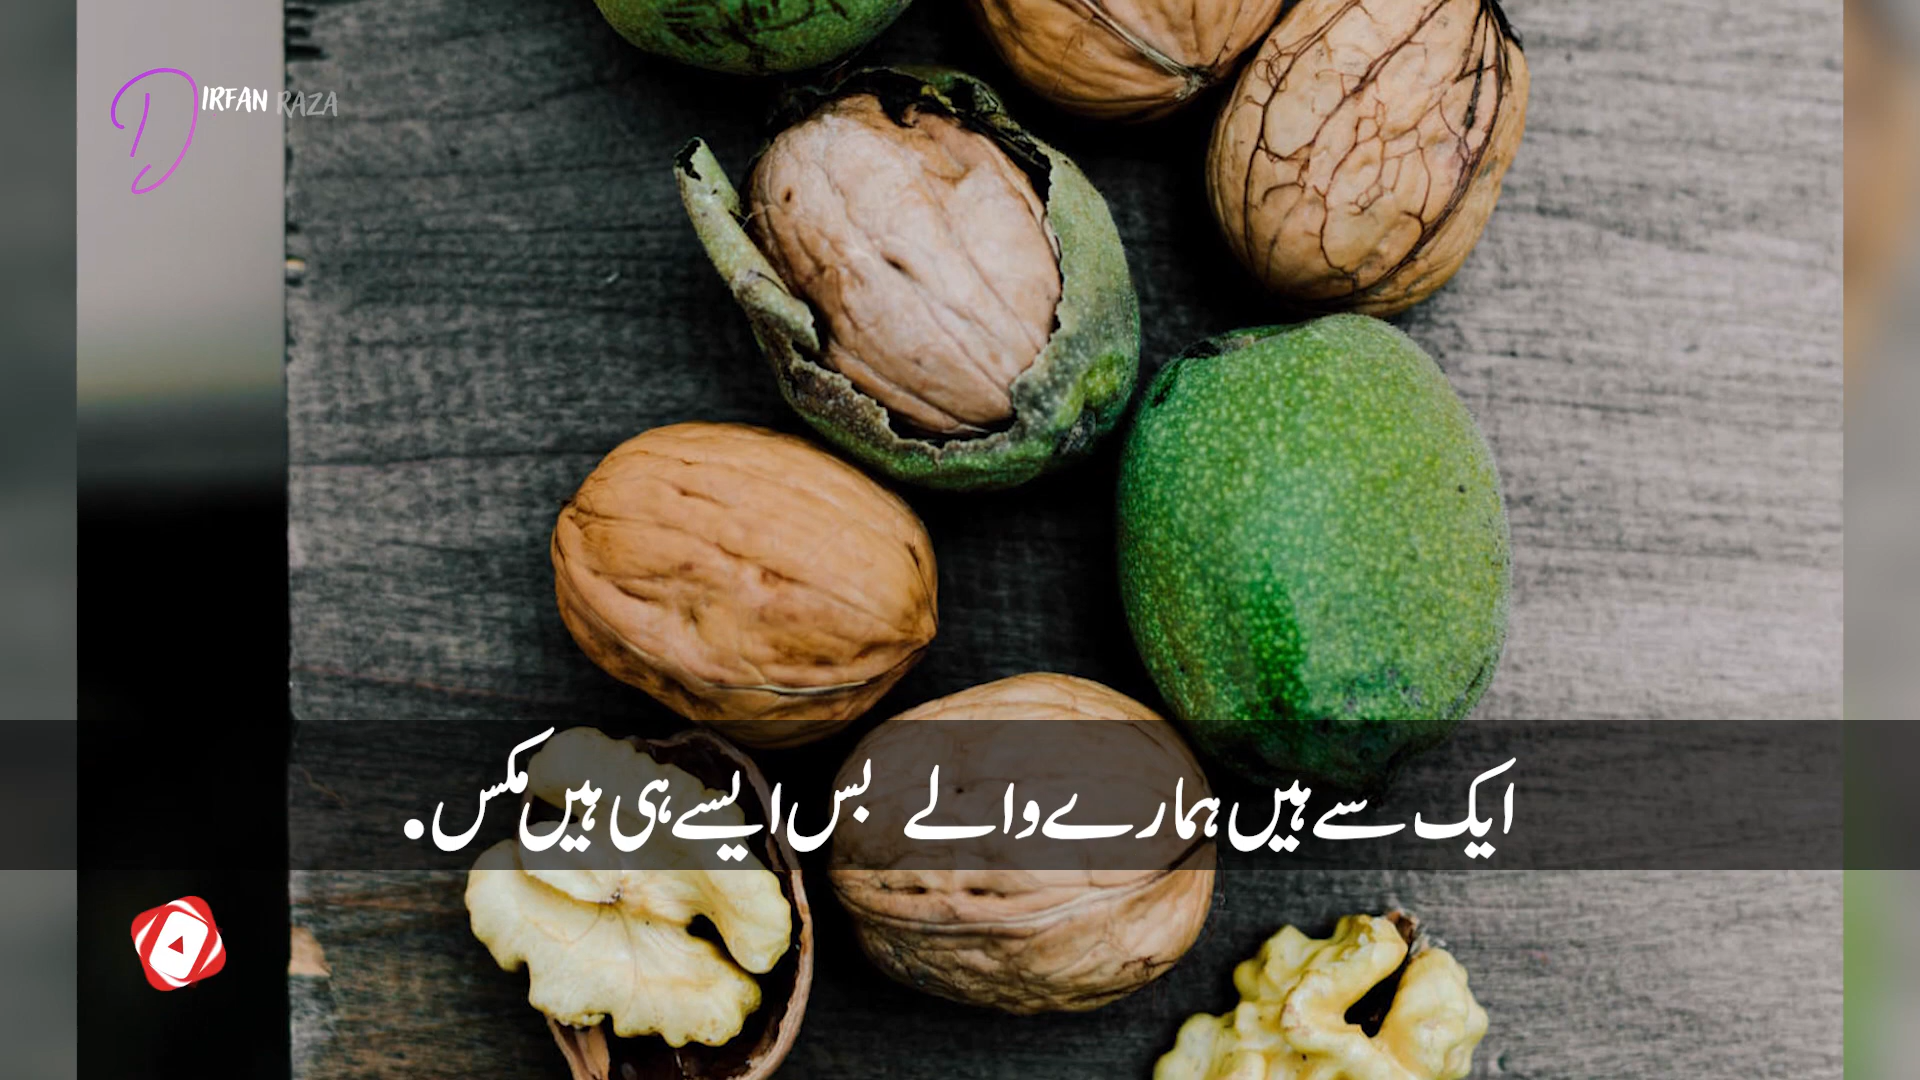 IRFAN RAZA
ایک سے ہیں ہمارے والے بس ایسے ہی ہیں مکس.